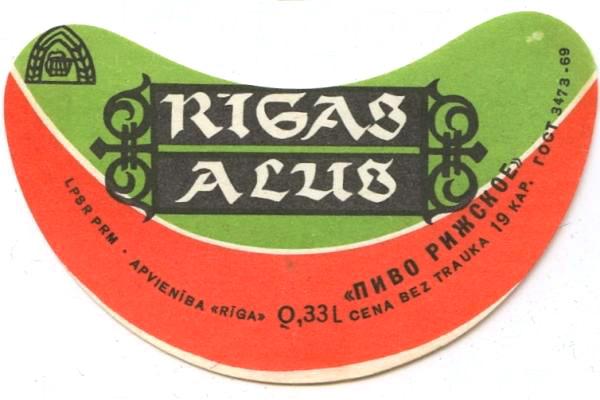 RIGAS
ALUS
LPSR PRM · APVIENĪBA «RĪGA» 0,33 L CENA BEZ TRAUKA 19 KAP. ГОСТ 3473-69
«ПИВО РИЖСКОЕ»